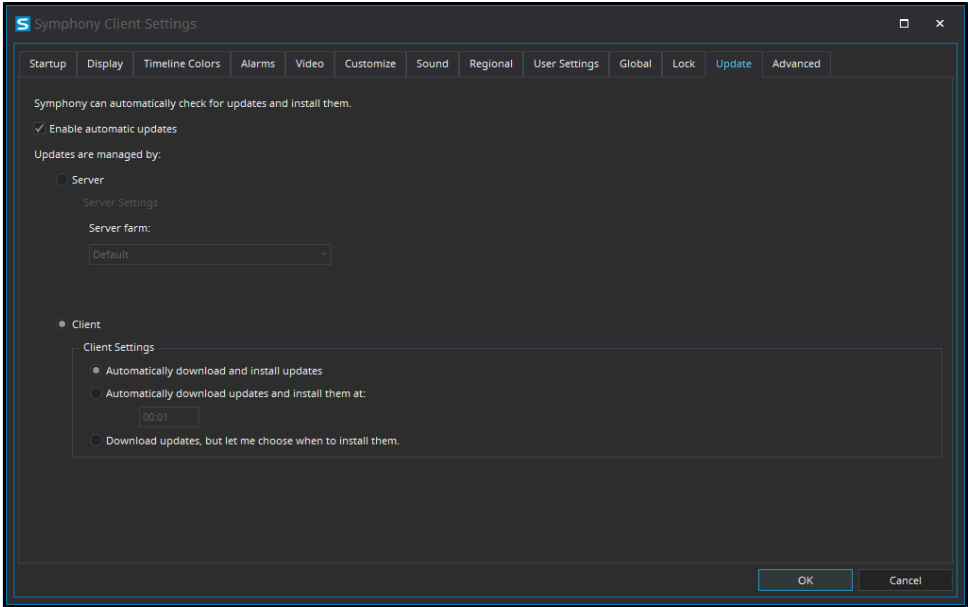 S Symphony Client Settings
Startup Display Timeline Colors Alarms Video Customize Sound Regional User Settings Global Lock Update Advanced
Symphony can automatically check for updates and install them.
Enable automatic updates
Updates are managed by:
Server
Server Settings
Server farm:
Default
Client
Client Settings
Automatically download and install updates
Automatically download updates and install them at:
00:01
Download updates, but let me choose when to install them.
OK Cancel